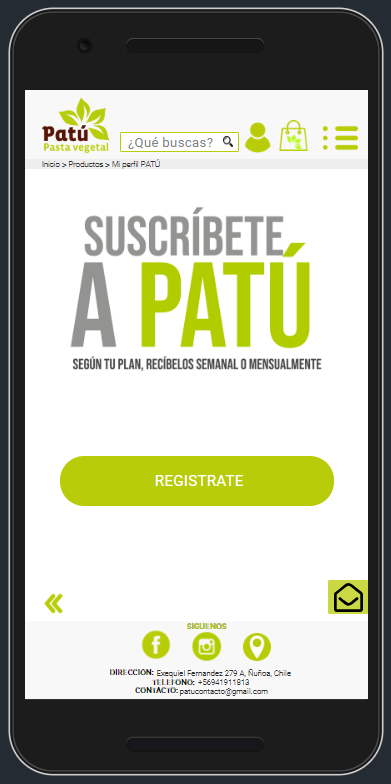 Patú
Pasta vegetal
¿Qué buscas?
Inicio > Productos > Mi perfil PATÚ
SUSCRÍBETE
A PATÚ
SEGÚN TU PLAN, RECÍBELOS SEMANAL O MENSUALMENTE
REGISTRATE
SIGUENOS
DIRECCIÓN: Exequiel Fernandez 279 A, Ñuñoa, Chile
TELEFONO: +56941911813
CONTACTO: patucontacto@gmail.com